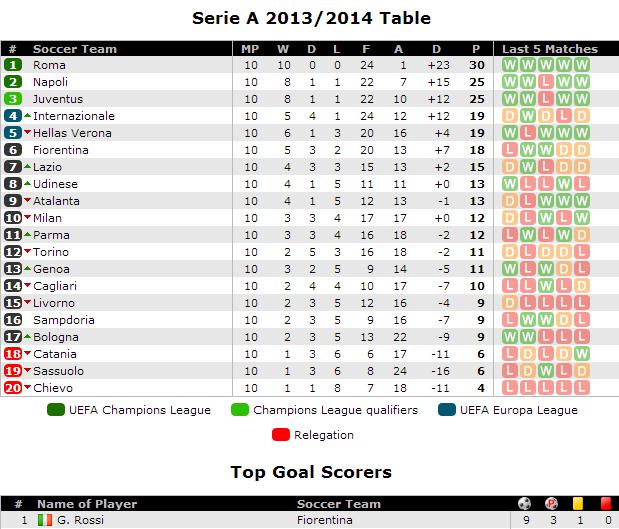 Serie A 2013/2014 Table
# Soccer Team MP W D L F A D P Last 5 Matches
1 Roma 10 10 0 0 24 1 +23 30 W W W W W
2 Napoli 10 8 1 1 22 7 +15 25 W W L W W
3 Juventus 10 8 1 1 22 10 +12 25 W W L W W
4 Internazionale 10 5 4 1 24 12 +12 19 D W D L D
5 Hellas Verona 10 6 1 3 20 16 +4 19 W L W W W
6 Fiorentina 10 5 3 2 20 13 +7 18 L W W D D
7 Lazio 10 4 3 3 15 13 +2 15 D W L D D
8 Udinese 10 4 1 5 11 11 +0 13 W L L W L
9 Atalanta 10 4 1 5 12 13 -1 13 D L W W W
10 Milan 10 3 3 4 17 17 +0 12 D L W L W
11 Parma 10 3 3 4 16 18 -2 12 L W L W D
12 Torino 10 2 5 3 16 18 -2 11 D L D D L
13 Genoa 10 3 2 5 9 14 -5 11 W L W D L
14 Cagliari 10 2 4 4 10 17 -7 10 L L W L D
15 Livorno 10 2 3 5 12 16 -4 9 D L L L L
16 Sampdoria 10 2 3 5 9 16 -7 9 L W W D L
17 Bologna 10 2 3 5 13 22 -9 9 W W L L L
18 Catania 10 1 3 6 6 17 -11 6 L D L D W
19 Sassuolo 10 1 3 6 8 24 -16 6 D L W L D
20 Chievo 10 1 1 8 7 18 -11 4 L L L L L
UEFA Champions League Champions League qualifiers UEFA Europa League
Relegation
Top Goal Scorers
# Name of Player Soccer Team
1 G. Rossi Fiorentina 9 3 1 0